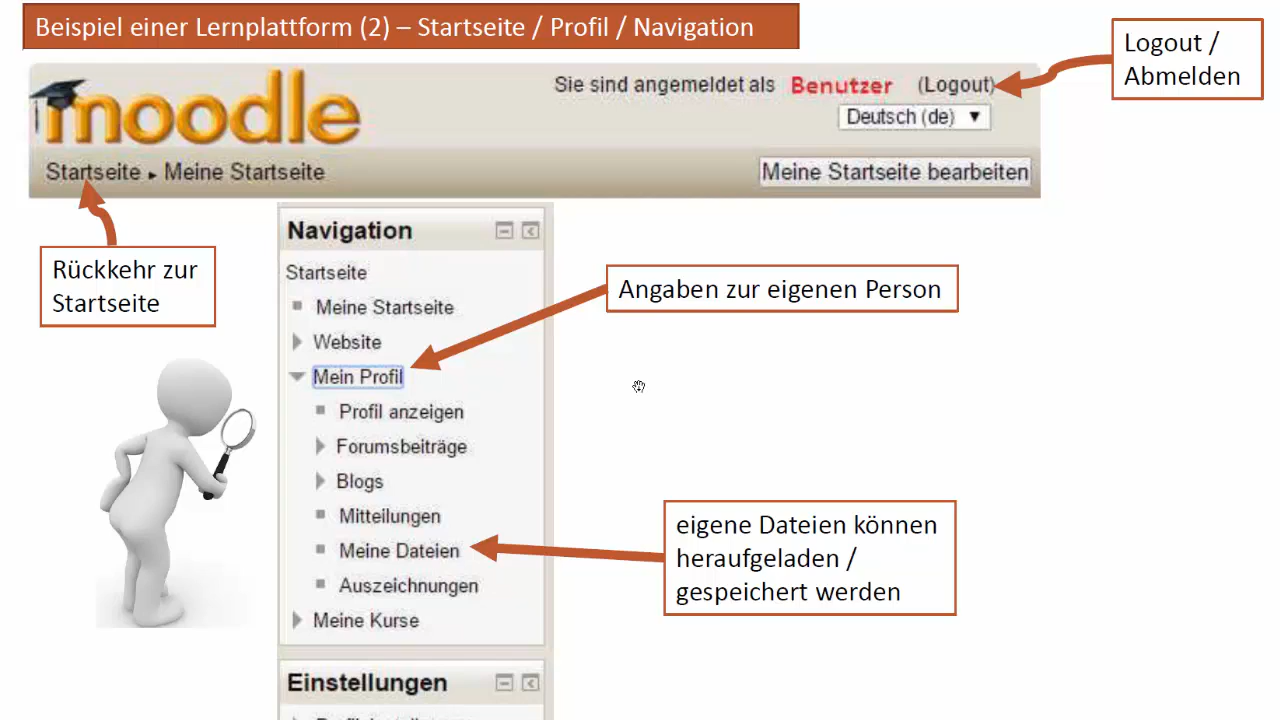 Beispiel einer Lernplattform (2) – Startseite / Profil / Navigation
Logout /
Abmelden
moodle
Sie sind angemeldet als Benutzer (Logout)
Deutsch (de)
Startseite ▸ Meine Startseite
Meine Startseite bearbeiten
Rückkehr zur
Startseite
Navigation
Startseite
Meine Startseite
Website
Mein Profil
Profil anzeigen
Forumsbeiträge
Blogs
Mitteilungen
Meine Dateien
Auszeichnungen
Meine Kurse
Angaben zur eigenen Person
eigene Dateien können
heraufgeladen /
gespeichert werden
Einstellungen